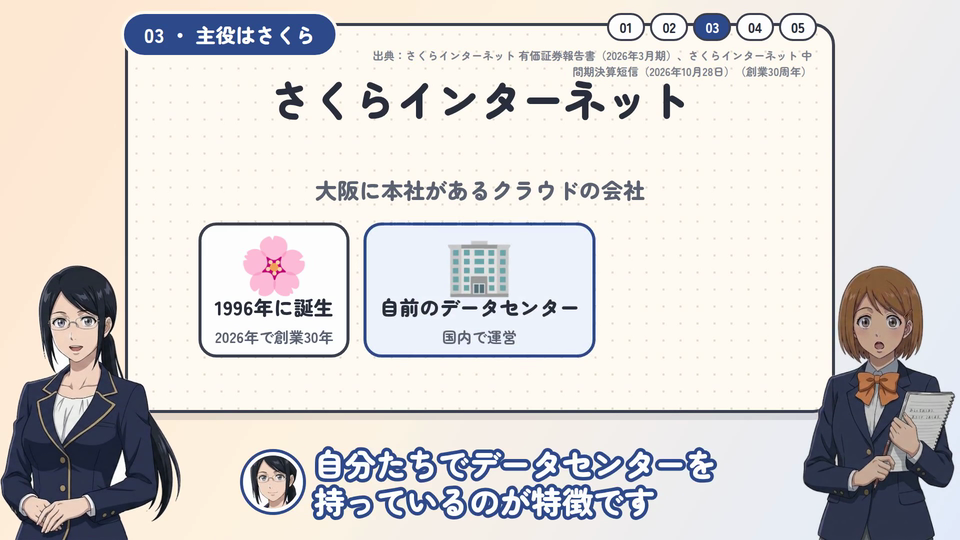 03 ・ 主役はさくら
01 02 03 04 05
出典：さくらインターネット 有価証券報告書（2026年3月期）、さくらインターネット 中
間期決算短信（2026年10月28日）（創業30周年）
さくらインターネット
大阪に本社があるクラウドの会社
1996年に誕生
2026年で創業30年
自前のデータセンター
国内で運営
自分たちでデータセンターを
持っているのが特徴です